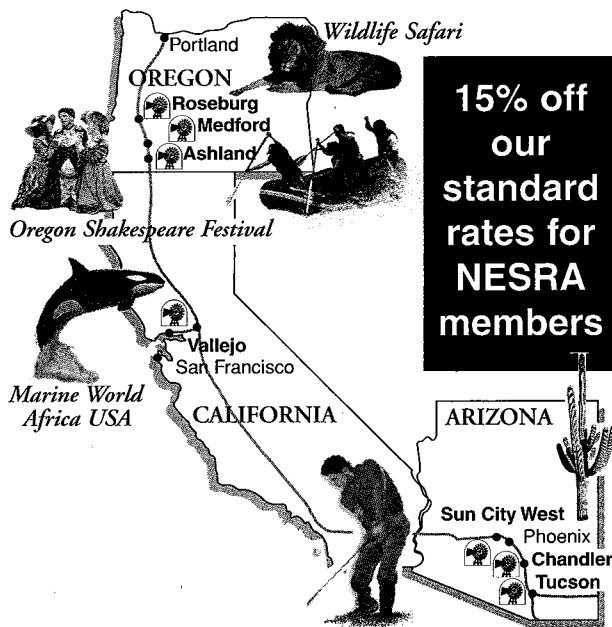 Wildlife Safari
Portland
OREGON
Roseburg
Medford
Ashland
Oregon Shakespeare Festival
15% off
our
standard
rates for
NESRA
members
Vallejo
San Francisco
Marine World
Africa USA
CALIFORNIA
ARIZONA
Sun City West
Phoenix
Chandler
Tucson